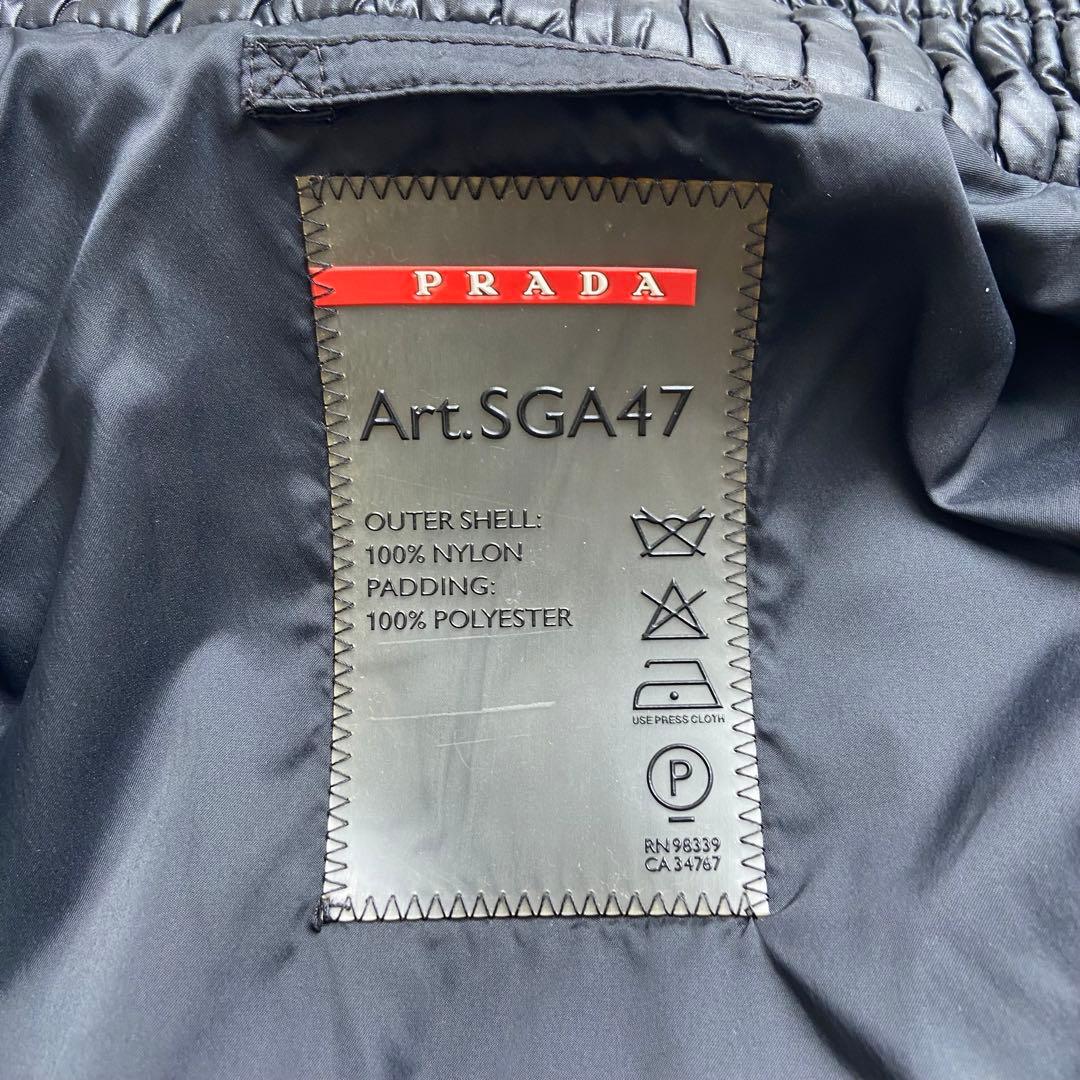 PRADA
Art.SGA47
OUTER SHELL:
100% NYLON
PADDING:
100% POLYESTER
USE PRESS CLOTH
P
RN 98339
CA 34767